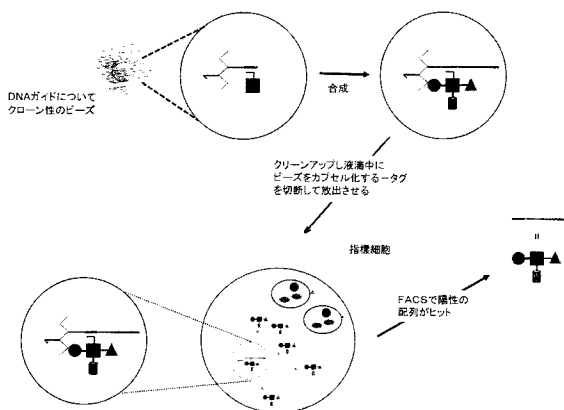 DNAガイドについて
クローン性のビーズ
合成
クリーンアップし液滴中に
ビーズをカプセル化する－タグ
を切断して放出させる
指標細胞
FACSで陽性の
配列がヒット